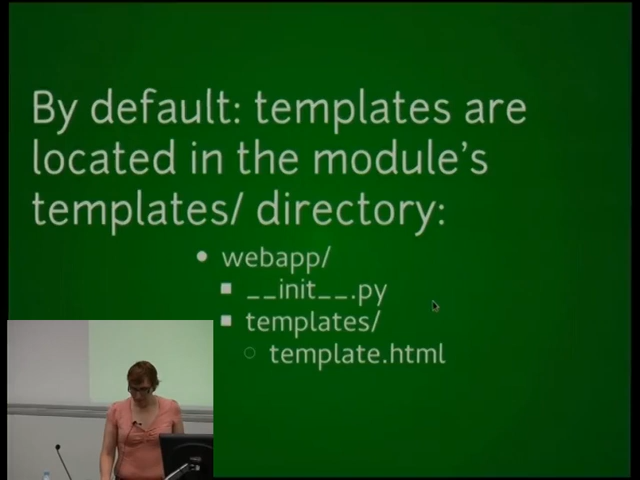 By default: templates are
located in the module's
templates/ directory:
webapp/
__init__.py
templates/
template.html